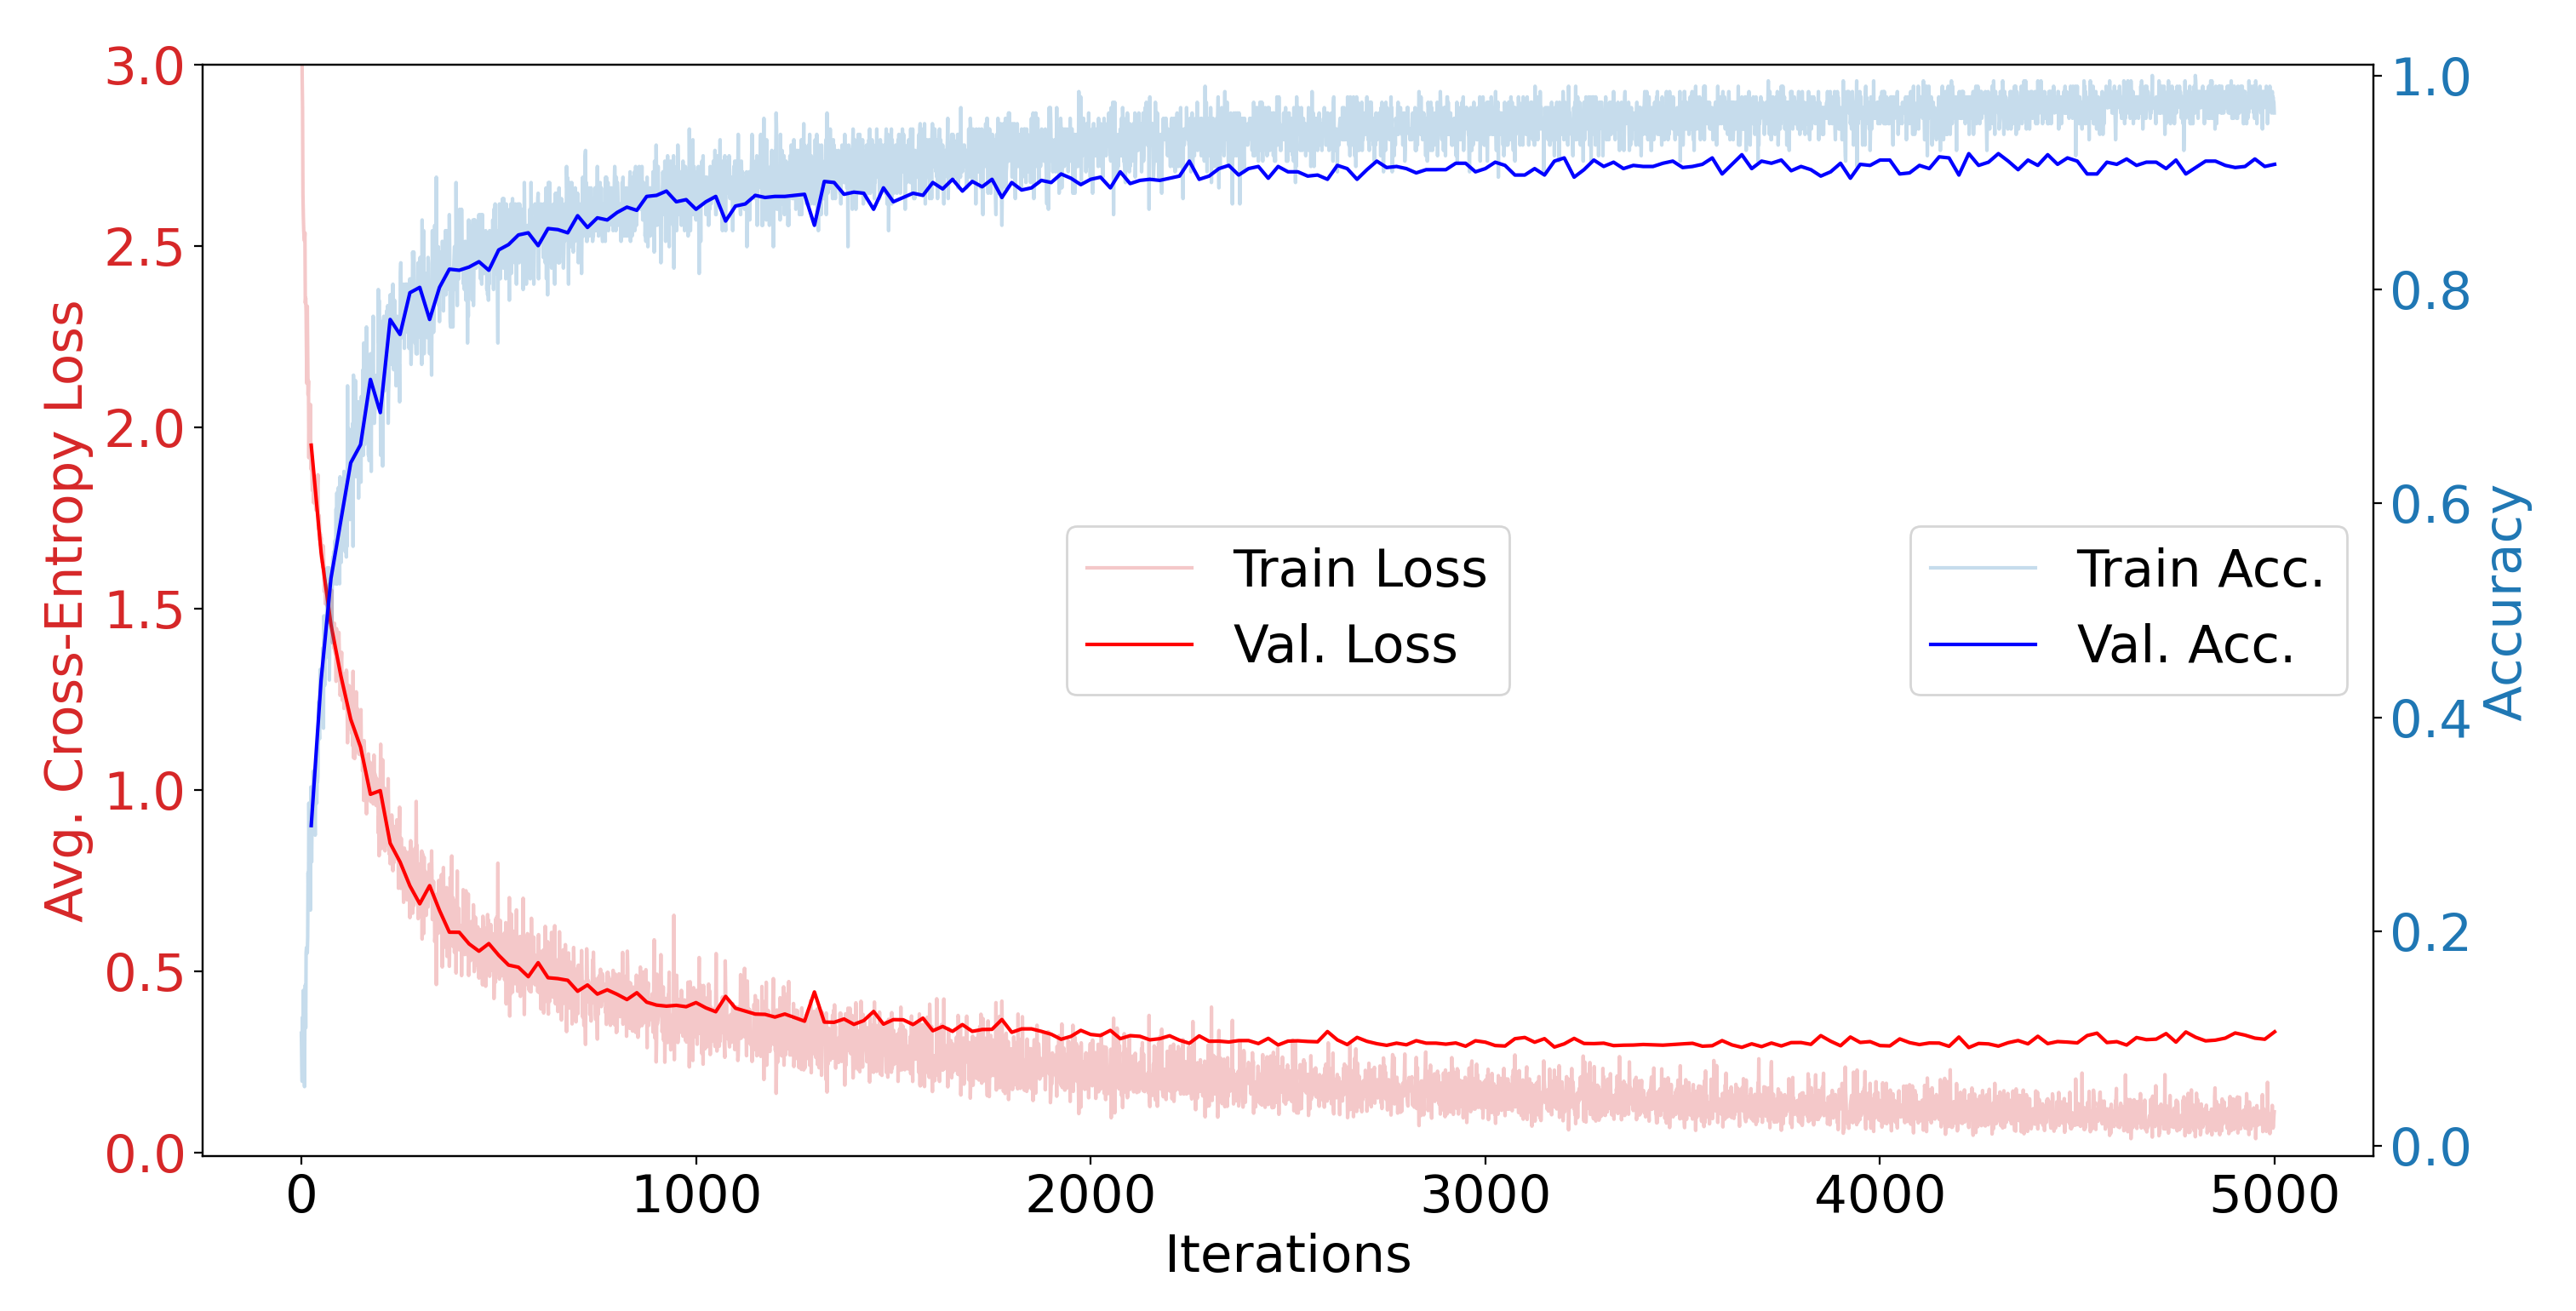 3.0
2.5
2.0
1.5
1.0
0.5
0.0
Avg. Cross-Entropy Loss
1.0
0.8
0.6
0.4
0.2
0.0
Accuracy
Train Loss
Val. Loss
Train Acc.
Val. Acc.
0 1000 2000 3000 4000 5000
Iterations